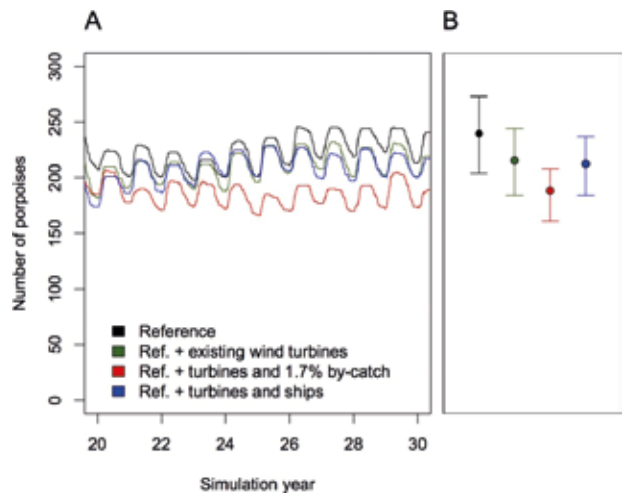 A
B
300
250
200
150
100
50
0
Number of porpoises
Reference
Ref. + existing wind turbines
Ref. + turbines and 1.7% by-catch
Ref. + turbines and ships
20 22 24 26 28 30
Simulation year